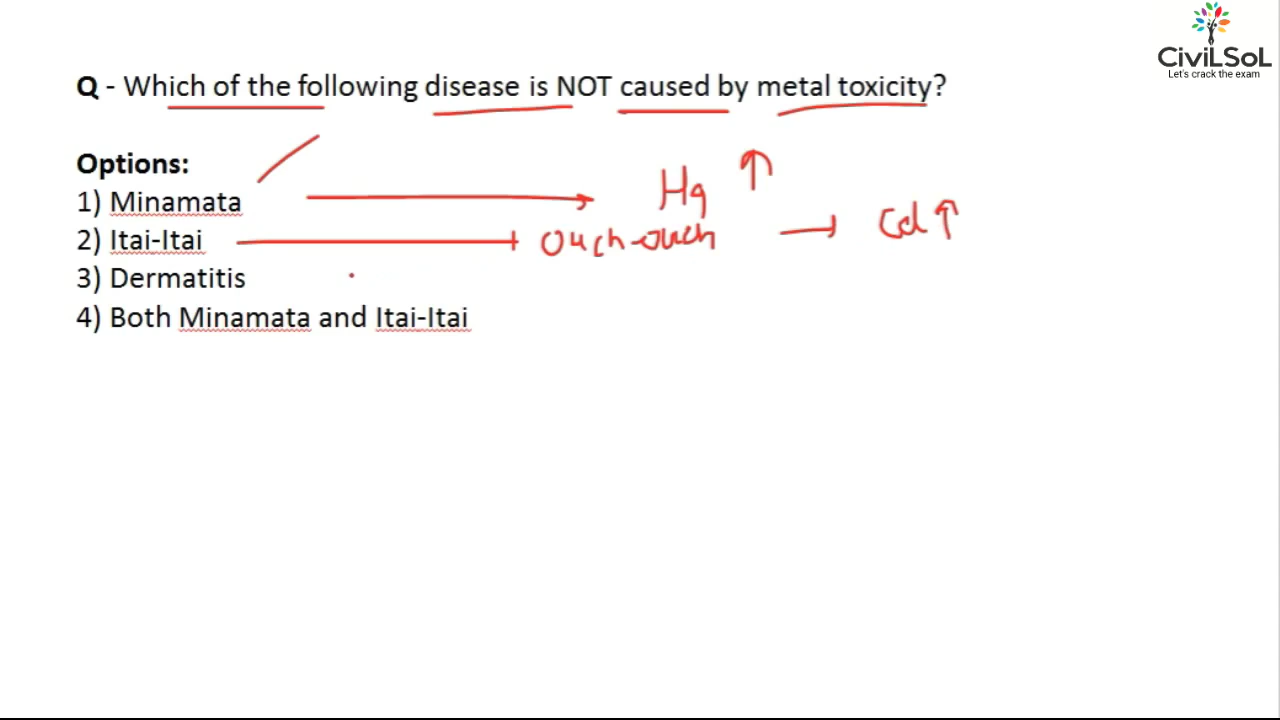 CiViLSoL
Let's crack the exam
Q - Which of the following disease is NOT caused by metal toxicity?
Options:
1) Minamata Hg ↑
2) Itai-Itai ouch-ouch → Cd ↑
3) Dermatitis
4) Both Minamata and Itai-Itai